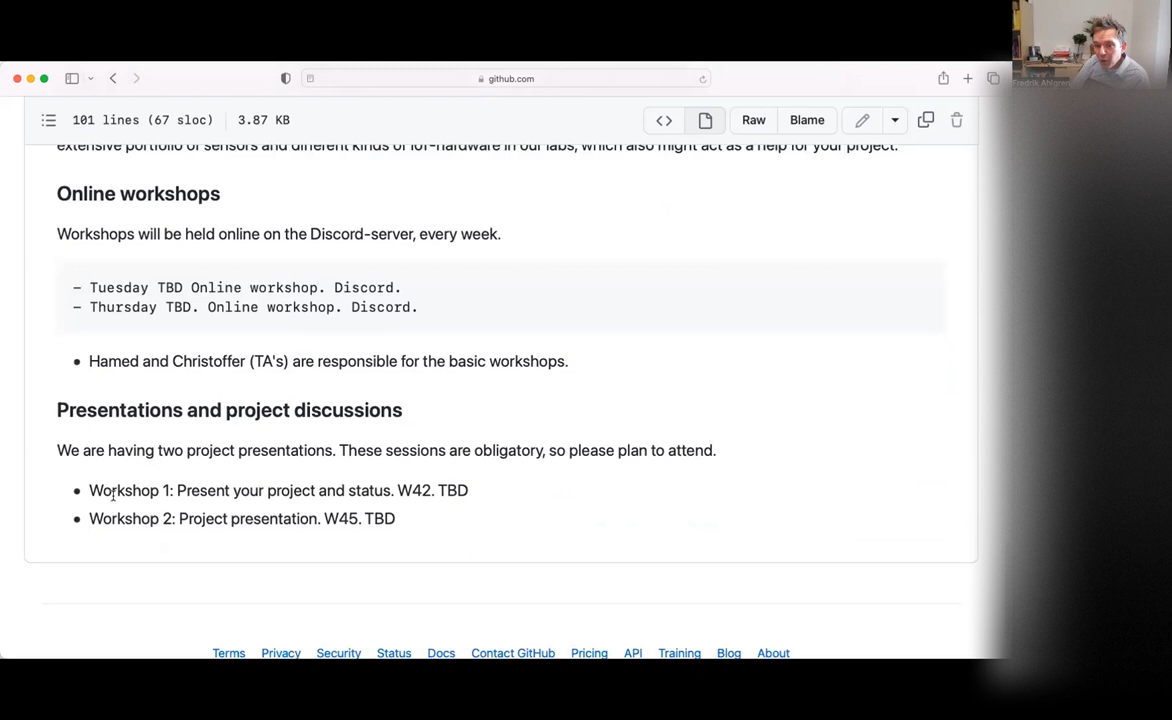 Fredrik Ahlgren
github.com
101 lines (67 sloc) 3.87 KB Raw Blame
extensive portfolio of sensors and different kinds of IoT-hardware in our labs, which also might act as a help for your project.
Online workshops
Workshops will be held online on the Discord-server, every week.
- Tuesday TBD Online workshop. Discord.
- Thursday TBD. Online workshop. Discord.
• Hamed and Christoffer (TA's) are responsible for the basic workshops.
Presentations and project discussions
We are having two project presentations. These sessions are obligatory, so please plan to attend.
• Workshop 1: Present your project and status. W42. TBD
• Workshop 2: Project presentation. W45. TBD
Terms Privacy Security Status Docs Contact GitHub Pricing API Training Blog About